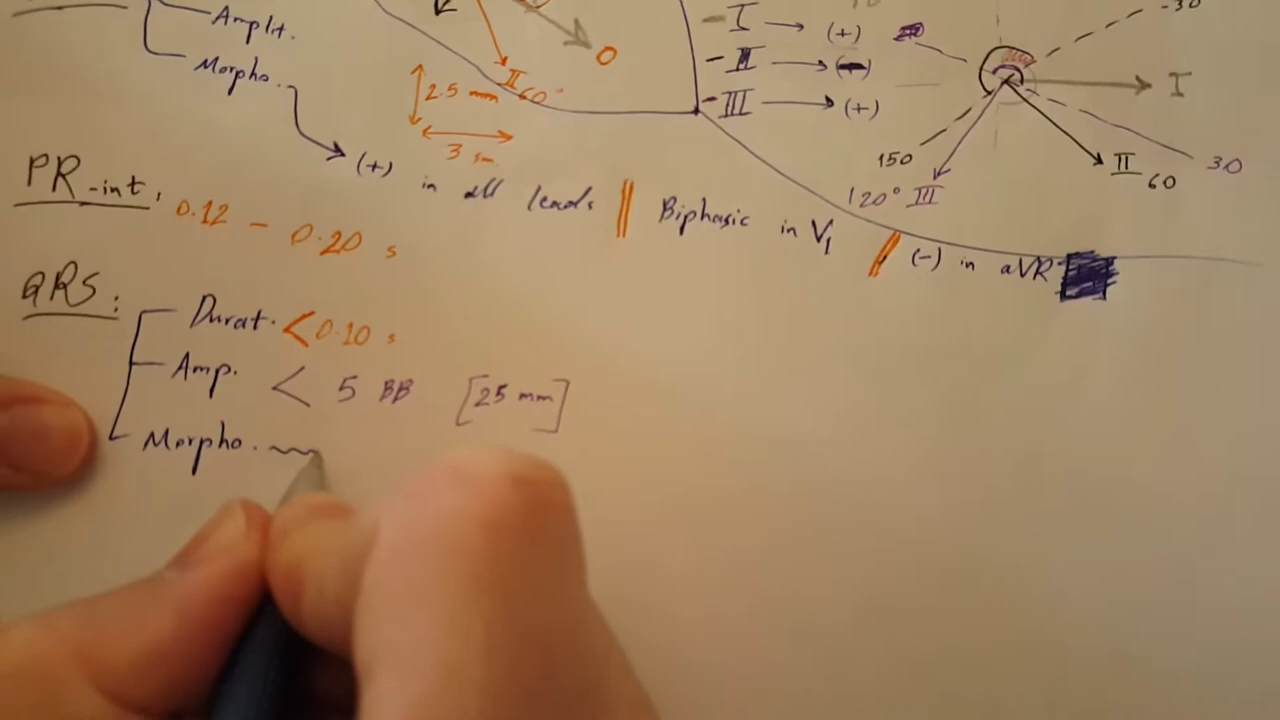 Amplit.
Morpho.
(+) in all leads || Biphasic in V1 // (-) in aVR
2.5 mm
3 sm.
II 60°
0
- I → (+)
- II →
- III → (+)
-30
I
30
II 60
120° III
150
PR-int. 0.12 - 0.20 s
QRS:
Durat. < 0.10 s
Amp. < 5 BB [25 mm]
Morpho.